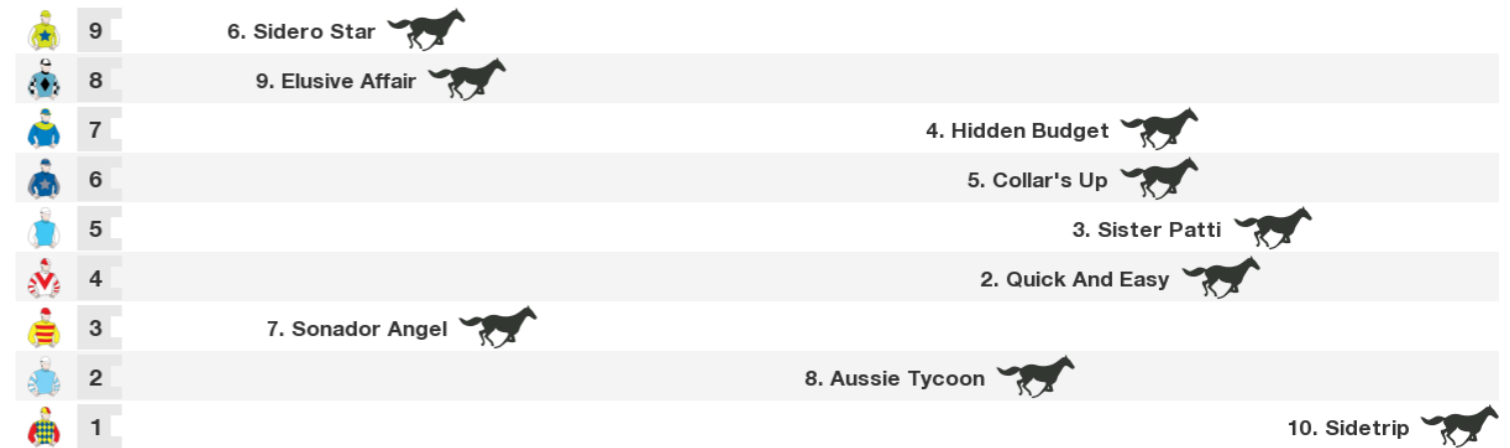 9 6. Sidero Star
8 9. Elusive Affair
7 4. Hidden Budget
6 5. Collar's Up
5 3. Sister Patti
4 2. Quick And Easy
3 7. Sonador Angel
2 8. Aussie Tycoon
1 10. Sidetrip